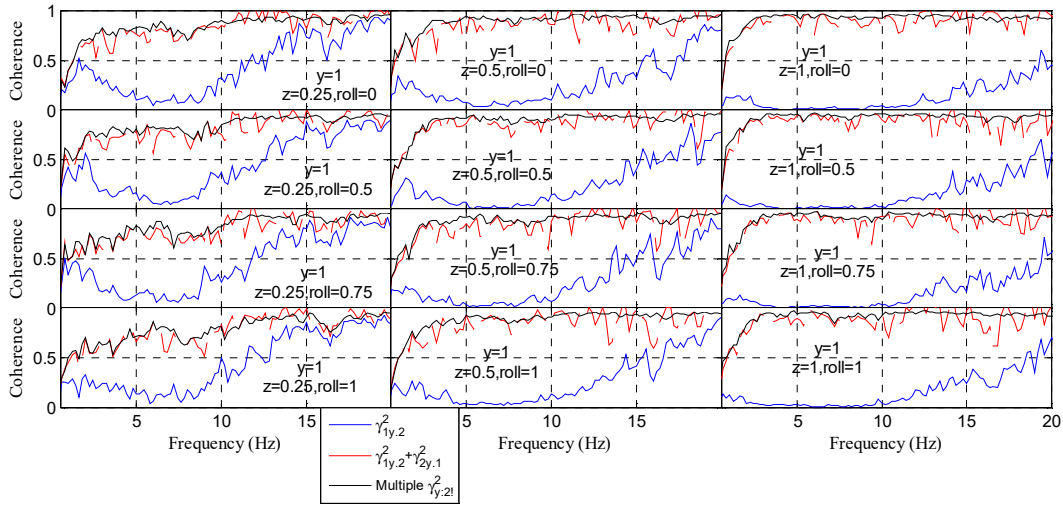 Coherence
1
0.5
0
y=1
z=0.25,roll=0
y=1
z=0.5,roll=0
y=1
z=1,roll=0
Coherence
0.5
0
y=1
z=0.25,roll=0.5
y=1
z=0.5,roll=0.5
y=1
z=1,roll=0.5
Coherence
0.5
0
y=1
z=0.25,roll=0.75
y=1
z=0.5,roll=0.75
y=1
z=1,roll=0.75
Coherence
0.5
0
y=1
z=0.25,roll=1
y=1
z=0.5,roll=1
y=1
z=1,roll=1
5 10 15 5 10 15 5 10 15 20
Frequency (Hz) Frequency (Hz) Frequency (Hz)
γ²1y.2
γ²1y.2+γ²2y.1
Multiple γ²y:2!